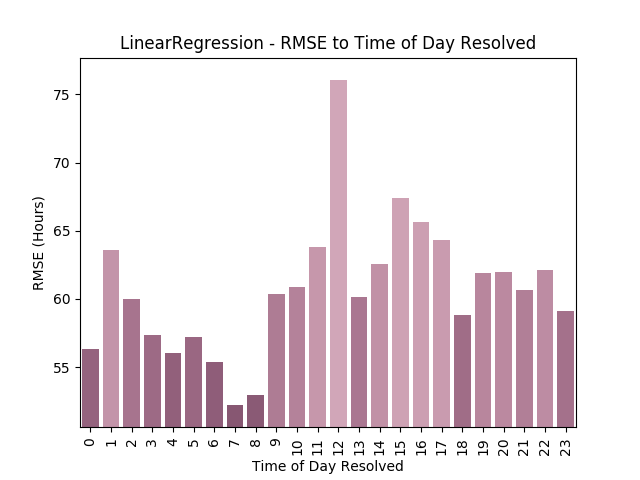 LinearRegression - RMSE to Time of Day Resolved
75
70
65
60
55
RMSE (Hours)
0 1 2 3 4 5 6 7 8 9 10 11 12 13 14 15 16 17 18 19 20 21 22 23
Time of Day Resolved